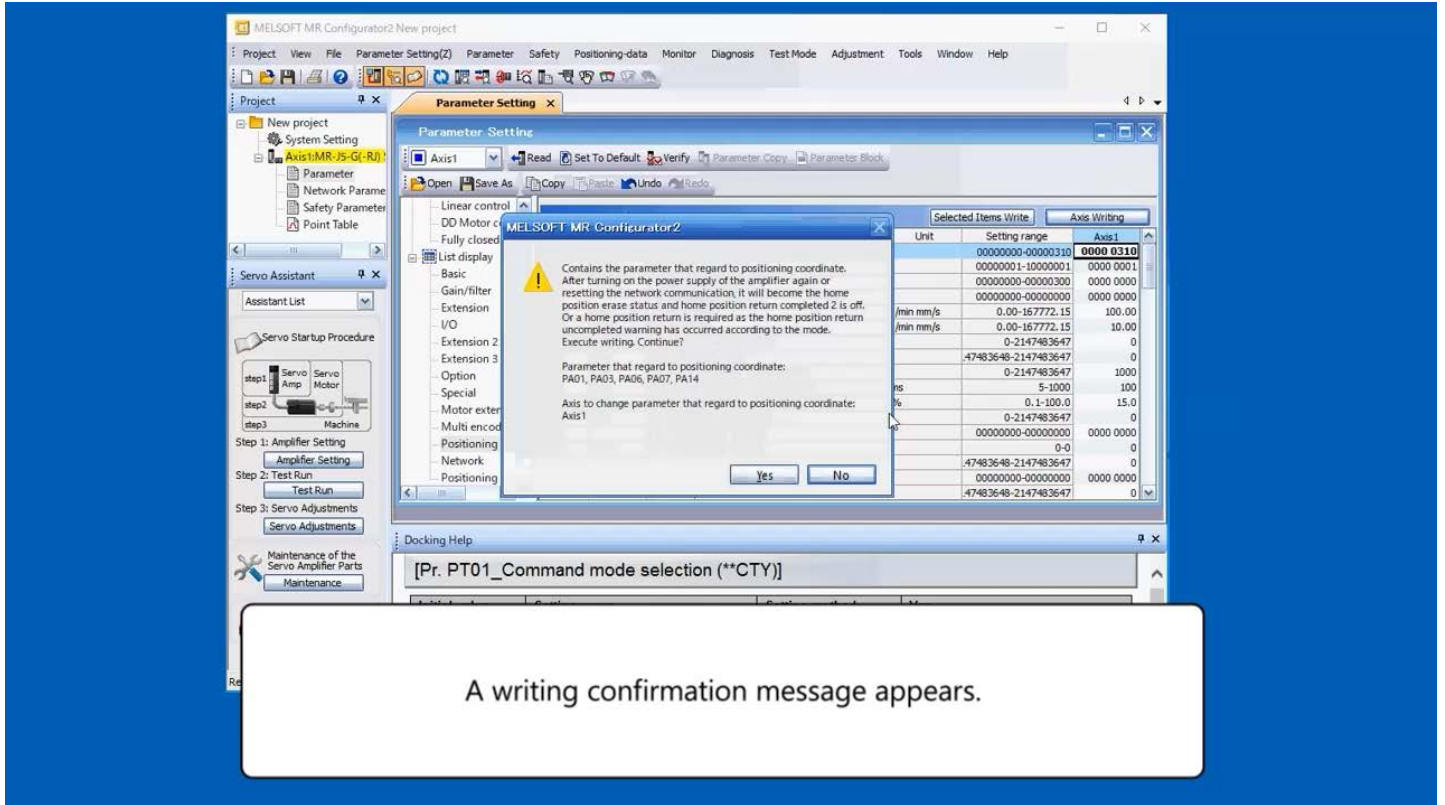 MELSOFT MR Configurator2 New project
Project View File Parameter Setting(Z) Parameter Safety Positioning-data Monitor Diagnosis Test Mode Adjustment Tools Window Help
Project
New project
System Setting
Axis1:MR-J5-G(-RJ)
Parameter
Network Parame
Safety Parameter
Point Table
Servo Assistant
Assistant List
Servo Startup Procedure
step1
Servo Amp
Servo Motor
step2
step3
Machine
Step 1: Amplifier Setting
Amplifier Setting
Step 2: Test Run
Test Run
Step 3: Servo Adjustments
Servo Adjustments
Maintenance of the
Servo Amplifier Parts
Maintenance
Re
Parameter Setting
Parameter Setting
Axis1 Read Set To Default Verify Parameter Copy Parameter Block
Open Save As Copy Paste Undo Redo
Linear control
DD Motor c
Fully closed
List display
Basic
Gain/filter
Extension
I/O
Extension 2
Extension 3
Option
Special
Motor exter
Multi encod
Positioning
Network
Positioning
Selected Items Write Axis Writing
Unit Setting range Axis1
00000000-00000310 0000 0310
00000001-10000001 0000 0001
00000000-00000300 0000 0000
00000000-00000000 0000 0000
/min mm/s 0.00-167772.15 100.00
/min mm/s 0.00-167772.15 10.00
0-2147483647 0
.47483648-2147483647 0
0-2147483647 1000
ms 5-1000 100
% 0.1-100.0 15.0
0-2147483647 0
00000000-00000000 0000 0000
0-0 0
.47483648-2147483647 0
00000000-00000000 0000 0000
.47483648-2147483647 0
MELSOFT MR Configurator2
Contains the parameter that regard to positioning coordinate.
After turning on the power supply of the amplifier again or
resetting the network communication, it will become the home
position erase status and home position return completed 2 is off.
Or a home position return is required as the home position return
uncompleted warning has occurred according to the mode.
Execute writing. Continue?
Parameter that regard to positioning coordinate:
PA01, PA03, PA06, PA07, PA14
Axis to change parameter that regard to positioning coordinate:
Axis1
Yes No
Docking Help
[Pr. PT01_Command mode selection (**CTY)]
A writing confirmation message appears.